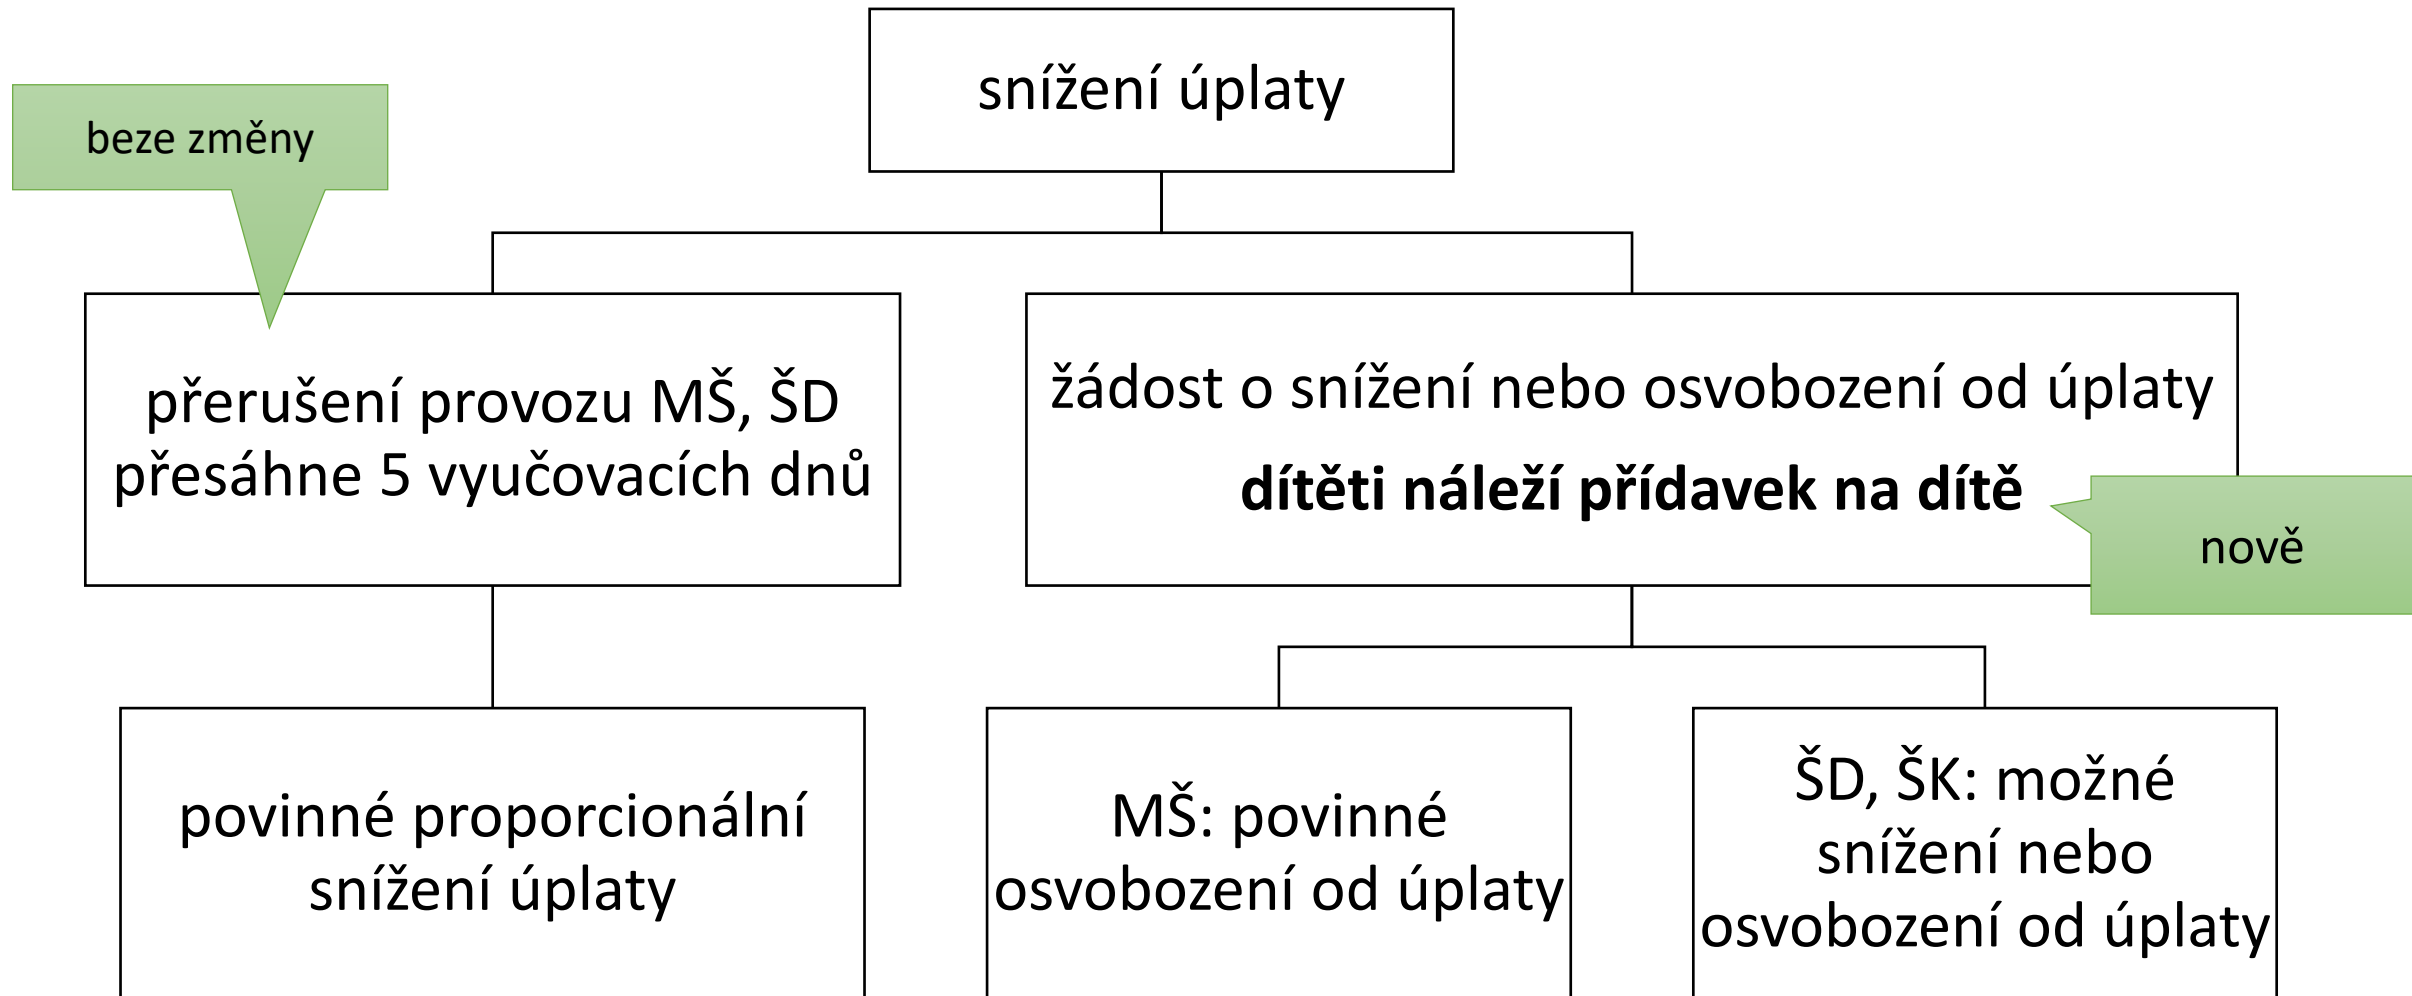 snížení úplaty
beze změny
přerušení provozu MŠ, ŠD
přesáhne 5 vyučovacích dnů
žádost o snížení nebo osvobození od úplaty
dítěti náleží přídavek na dítě
nově
povinné proporcionální
snížení úplaty
MŠ: povinné
osvobození od úplaty
ŠD, ŠK: možné
snížení nebo
osvobození od úplaty